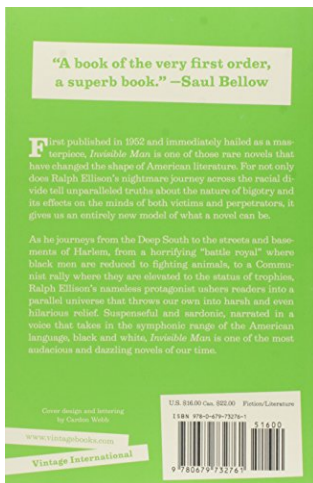 “A book of the very first order,
a superb book.” —Saul Bellow
First published in 1952 and immediately hailed as a mas-
terpiece, Invisible Man is one of those rare novels that
have changed the shape of American literature. For not only
does Ralph Ellison's nightmare journey across the racial di-
vide tell unparalleled truths about the nature of bigotry and
its effects on the minds of both victims and perpetrators, it
gives us an entirely new model of what a novel can be.
As he journeys from the Deep South to the streets and base-
ments of Harlem, from a horrifying “battle royal” where
black men are reduced to fighting animals, to a Commu-
nist rally where they are elevated to the status of trophies,
Ralph Ellison's nameless protagonist ushers readers into a
parallel universe that throws our own into harsh and even
hilarious relief. Suspenseful and sardonic, narrated in a
voice that takes in the symphonic range of the American
language, black and white, Invisible Man is one of the most
audacious and dazzling novels of our time.
U.S. $16.00 Can. $22.00 Fiction/Literature
ISBN 978-0-679-73276-1
51600
9 780679 732761
Cover design and lettering
by Cardon Webb
www.vintagebooks.com
Vintage International